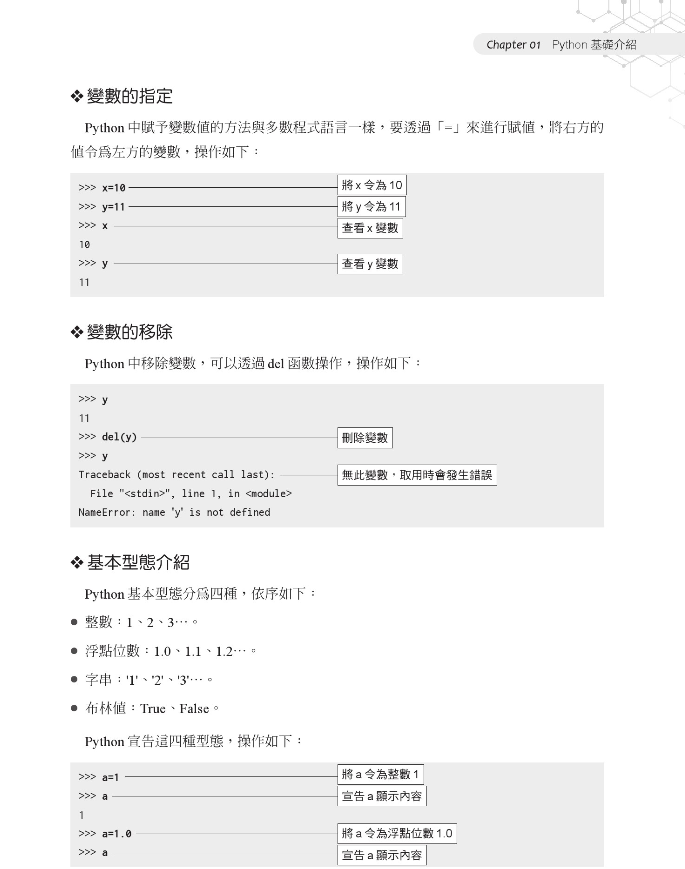 Chapter 01 Python 基礎介紹
❖ 變數的指定
Python 中賦予變數值的方法與多數程式語言一樣，要透過「=」來進行賦值，將右方的
值令為左方的變數，操作如下：
>>> x=10 將 x 令為 10
>>> y=11 將 y 令為 11
>>> x 查看 x 變數
10
>>> y 查看 y 變數
11
❖ 變數的移除
Python 中移除變數，可以透過 del 函數操作，操作如下：
>>> y
11
>>> del(y) 刪除變數
>>> y
Traceback (most recent call last): 無此變數，取用時會發生錯誤
File "<stdin>", line 1, in <module>
NameError: name 'y' is not defined
❖ 基本型態介紹
Python 基本型態分為四種，依序如下：
● 整數：1、2、3…。
● 浮點位數：1.0、1.1、1.2…。
● 字串：'1'、'2'、'3'…。
● 布林值：True、False。
Python 宣告這四種型態，操作如下：
>>> a=1 將 a 令為整數 1
>>> a 宣告 a 顯示內容
1
>>> a=1.0 將 a 令為浮點位數 1.0
>>> a 宣告 a 顯示內容